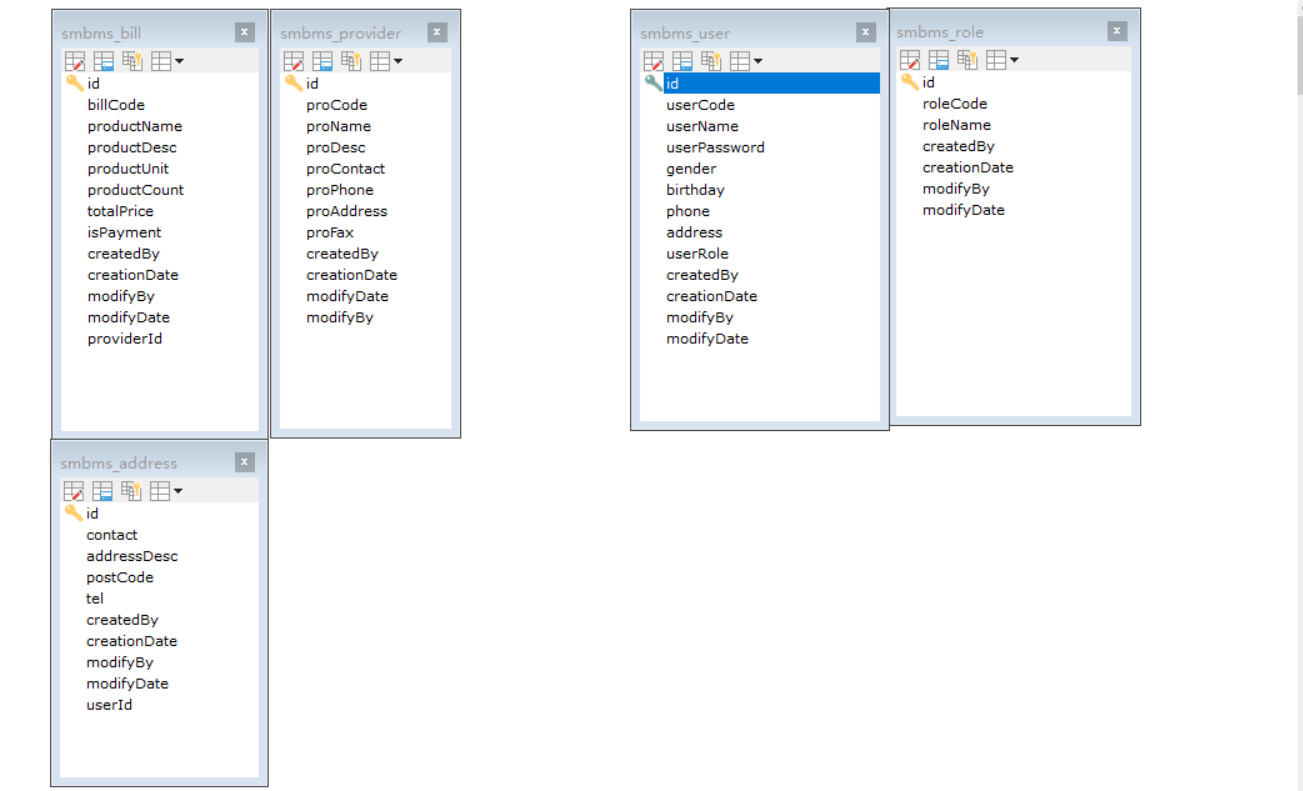 smbms_bill
id
billCode
productName
productDesc
productUnit
productCount
totalPrice
isPayment
createdBy
creationDate
modifyBy
modifyDate
providerId
smbms_provider
id
proCode
proName
proDesc
proContact
proPhone
proAddress
proFax
createdBy
creationDate
modifyDate
modifyBy
smbms_user
id
userCode
userName
userPassword
gender
birthday
phone
address
userRole
createdBy
creationDate
modifyBy
modifyDate
smbms_role
id
roleCode
roleName
createdBy
creationDate
modifyBy
modifyDate
smbms_address
id
contact
addressDesc
postCode
tel
createdBy
creationDate
modifyBy
modifyDate
userId